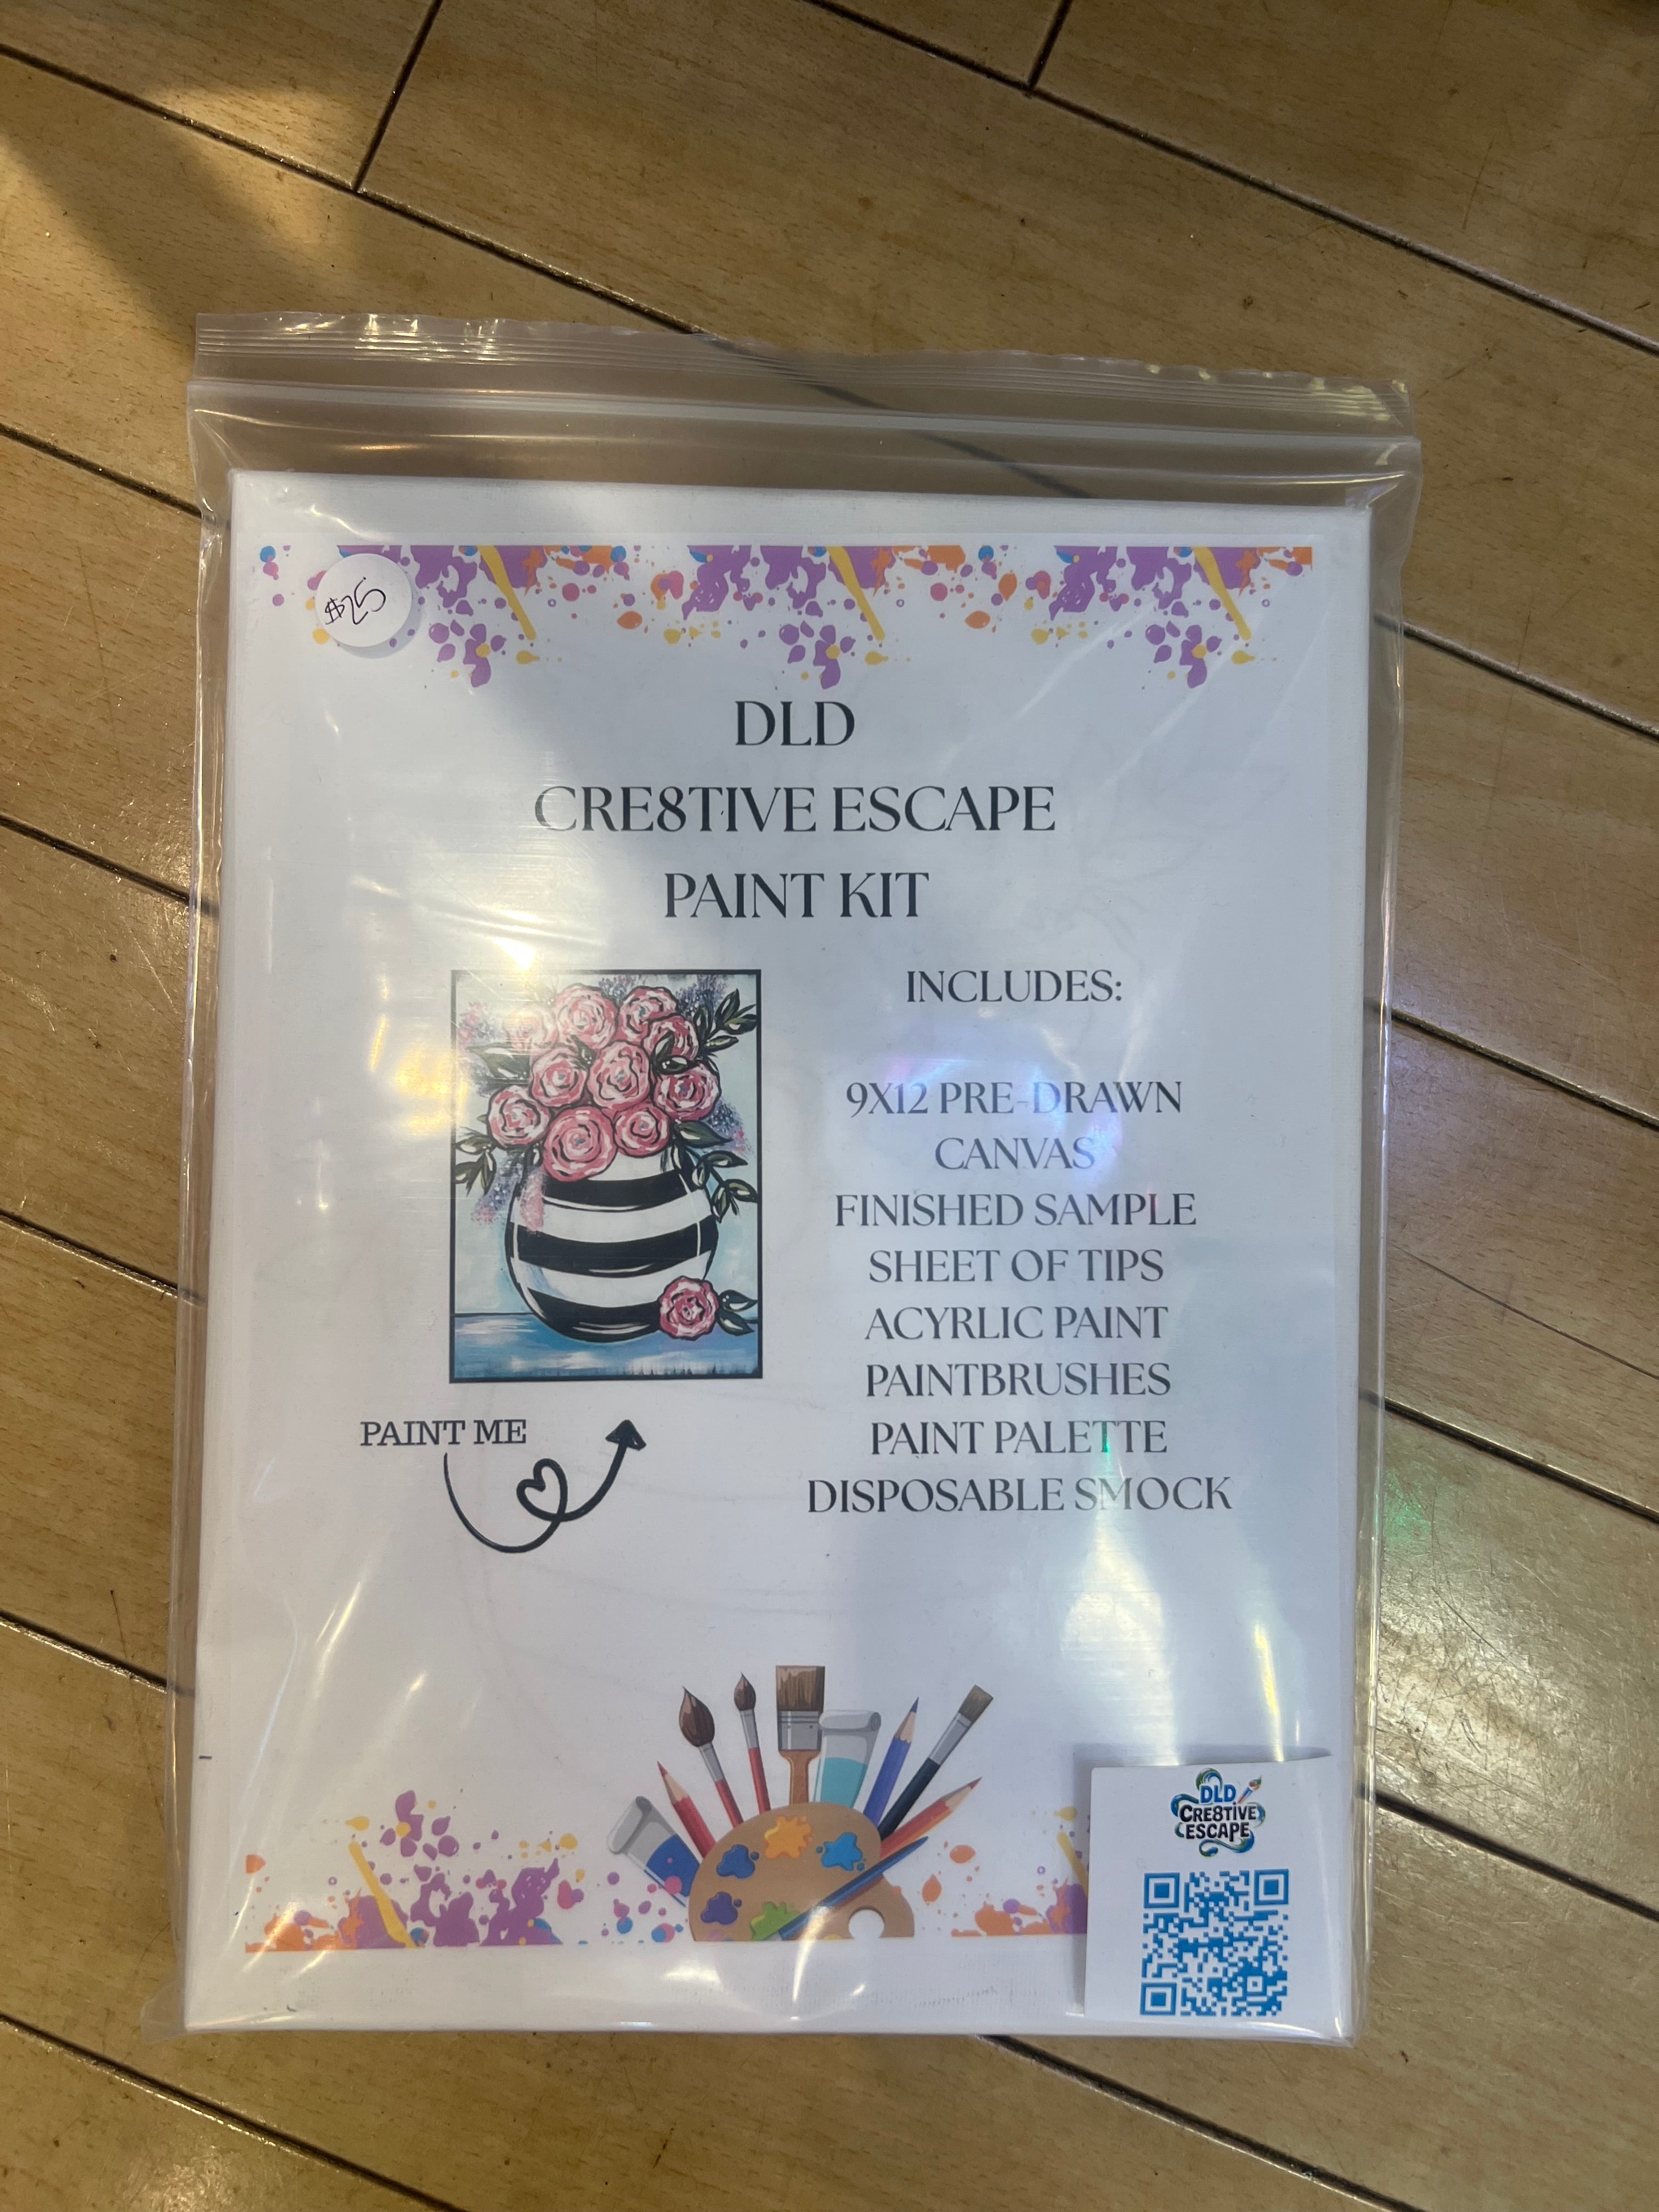 $25
DLD
CRE8TIVE ESCAPE
PAINT KIT
INCLUDES:
9X12 PRE-DRAWN
CANVAS
FINISHED SAMPLE
SHEET OF TIPS
ACYRLIC PAINT
PAINTBRUSHES
PAINT PALETTE
DISPOSABLE SMOCK
PAINT ME
DLD
CRE8TIVE
ESCAPE